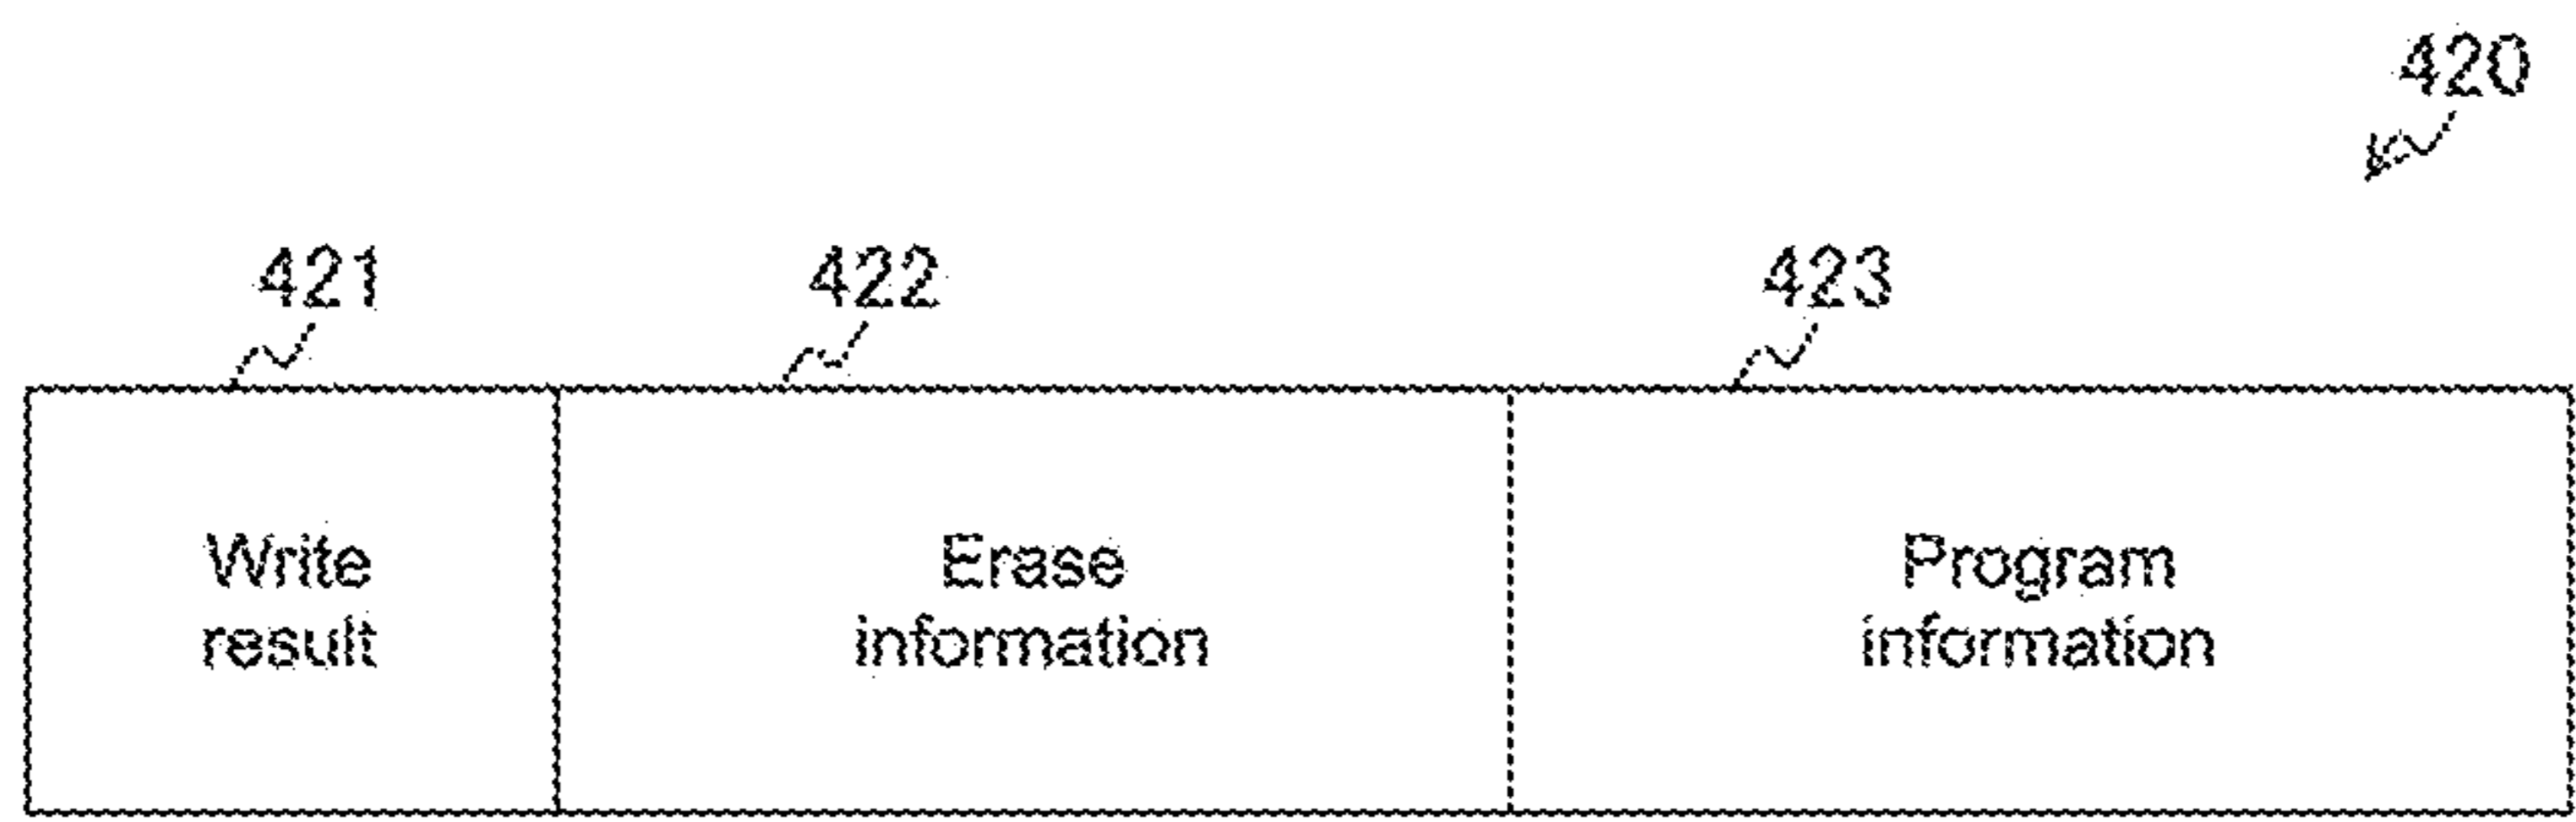 420
421 422 423
Write Erase Program
result information information